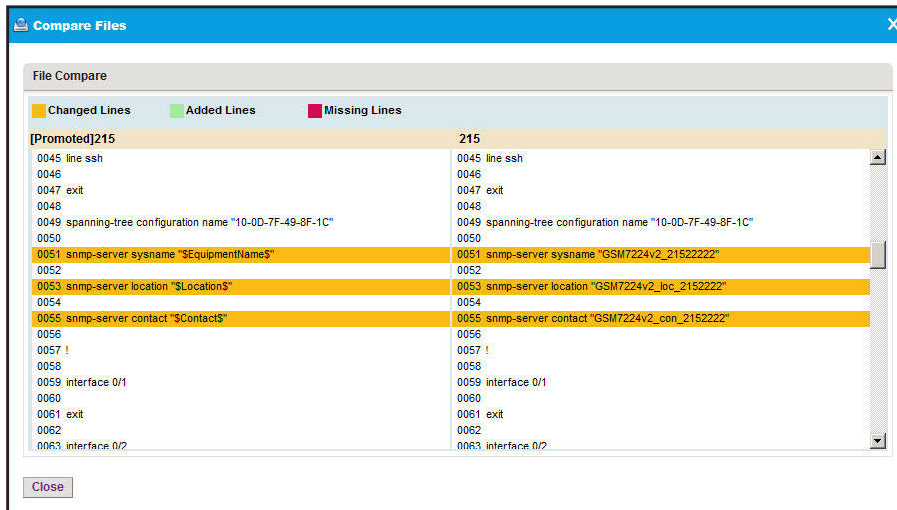 Compare Files
X
File Compare
Changed Lines Added Lines Missing Lines
[Promoted]215 215
0045 line ssh 0045 line ssh
0046 0046
0047 exit 0047 exit
0048 0048
0049 spanning-tree configuration name "10-0D-7F-49-8F-1C" 0049 spanning-tree configuration name "10-0D-7F-49-8F-1C"
0050 0050
0051 snmp-server sysname "$EquipmentName$" 0051 snmp-server sysname "GSM7224v2_21522222"
0052 0052
0053 snmp-server location "$Location$" 0053 snmp-server location "GSM7224v2_loc_2152222"
0054 0054
0055 snmp-server contact "$Contact$" 0055 snmp-server contact "GSM7224v2_con_2152222"
0056 0056
0057 ! 0057 !
0058 0058
0059 interface 0/1 0059 interface 0/1
0060 0060
0061 exit 0061 exit
0062 0062
0063 interface 0/2 0063 interface 0/2
Close